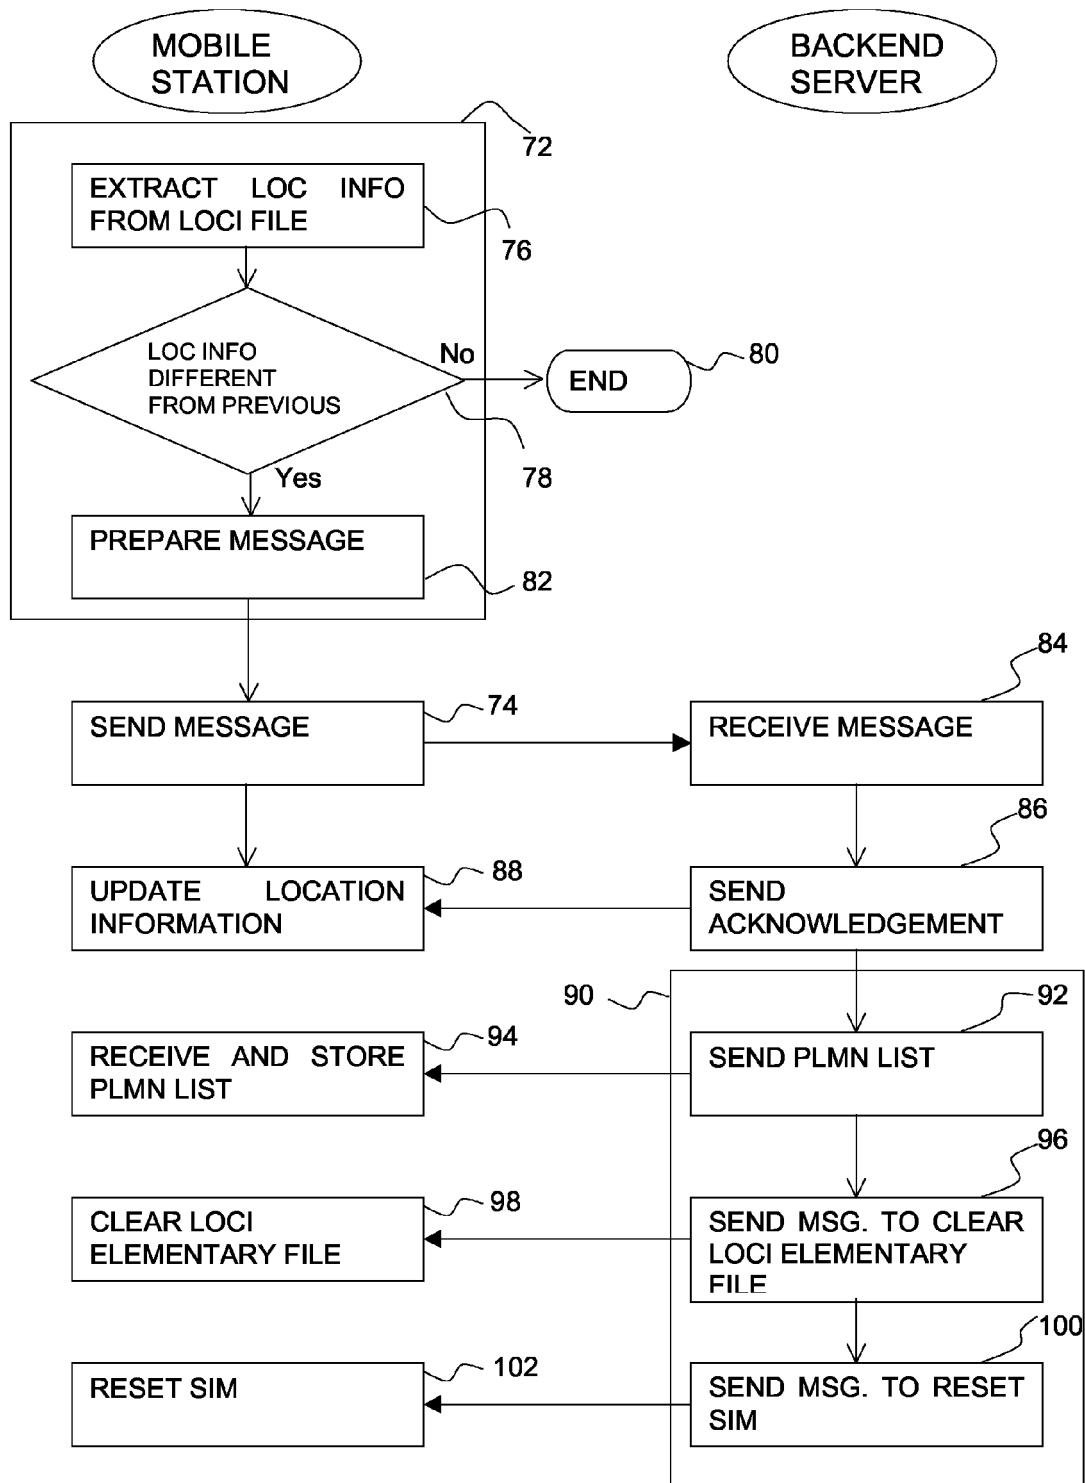 MOBILE
STATION
BACKEND
SERVER
72
EXTRACT LOC INFO
FROM LOCI FILE
76
LOC INFO
DIFFERENT
FROM PREVIOUS
No
END
80
78
Yes
PREPARE MESSAGE
82
84
SEND MESSAGE
74
RECEIVE MESSAGE
86
UPDATE LOCATION
INFORMATION
88
SEND
ACKNOWLEDGEMENT
90
92
RECEIVE AND STORE
PLMN LIST
94
SEND PLMN LIST
96
CLEAR LOCI
ELEMENTARY FILE
98
SEND MSG. TO CLEAR
LOCI ELEMENTARY
FILE
100
RESET SIM
102
SEND MSG. TO RESET
SIM